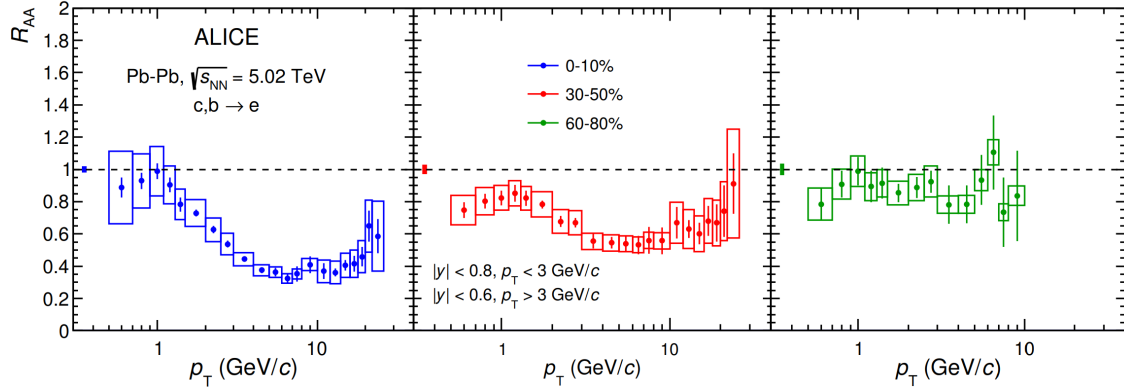 R_AA
2
1.8
1.6
1.4
1.2
1
0.8
0.6
0.4
0.2
0
ALICE
Pb-Pb, √s_NN = 5.02 TeV
c,b → e
0-10%
30-50%
60-80%
|y| < 0.8, p_T < 3 GeV/c
|y| < 0.6, p_T > 3 GeV/c
1 10
1 10
1 10
p_T (GeV/c)
p_T (GeV/c)
p_T (GeV/c)